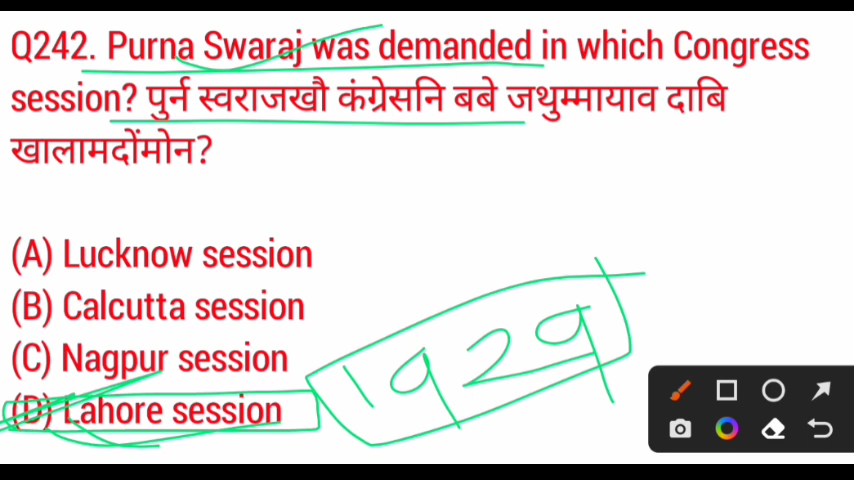 Q242. Purna Swaraj was demanded in which Congress
session? पुर्न स्वराजखौ कंग्रेसनि बबे जथुम्मायाव दाबि
खालामदोंमोन?
(A) Lucknow session
(B) Calcutta session
(C) Nagpur session
(D) Lahore session
1929